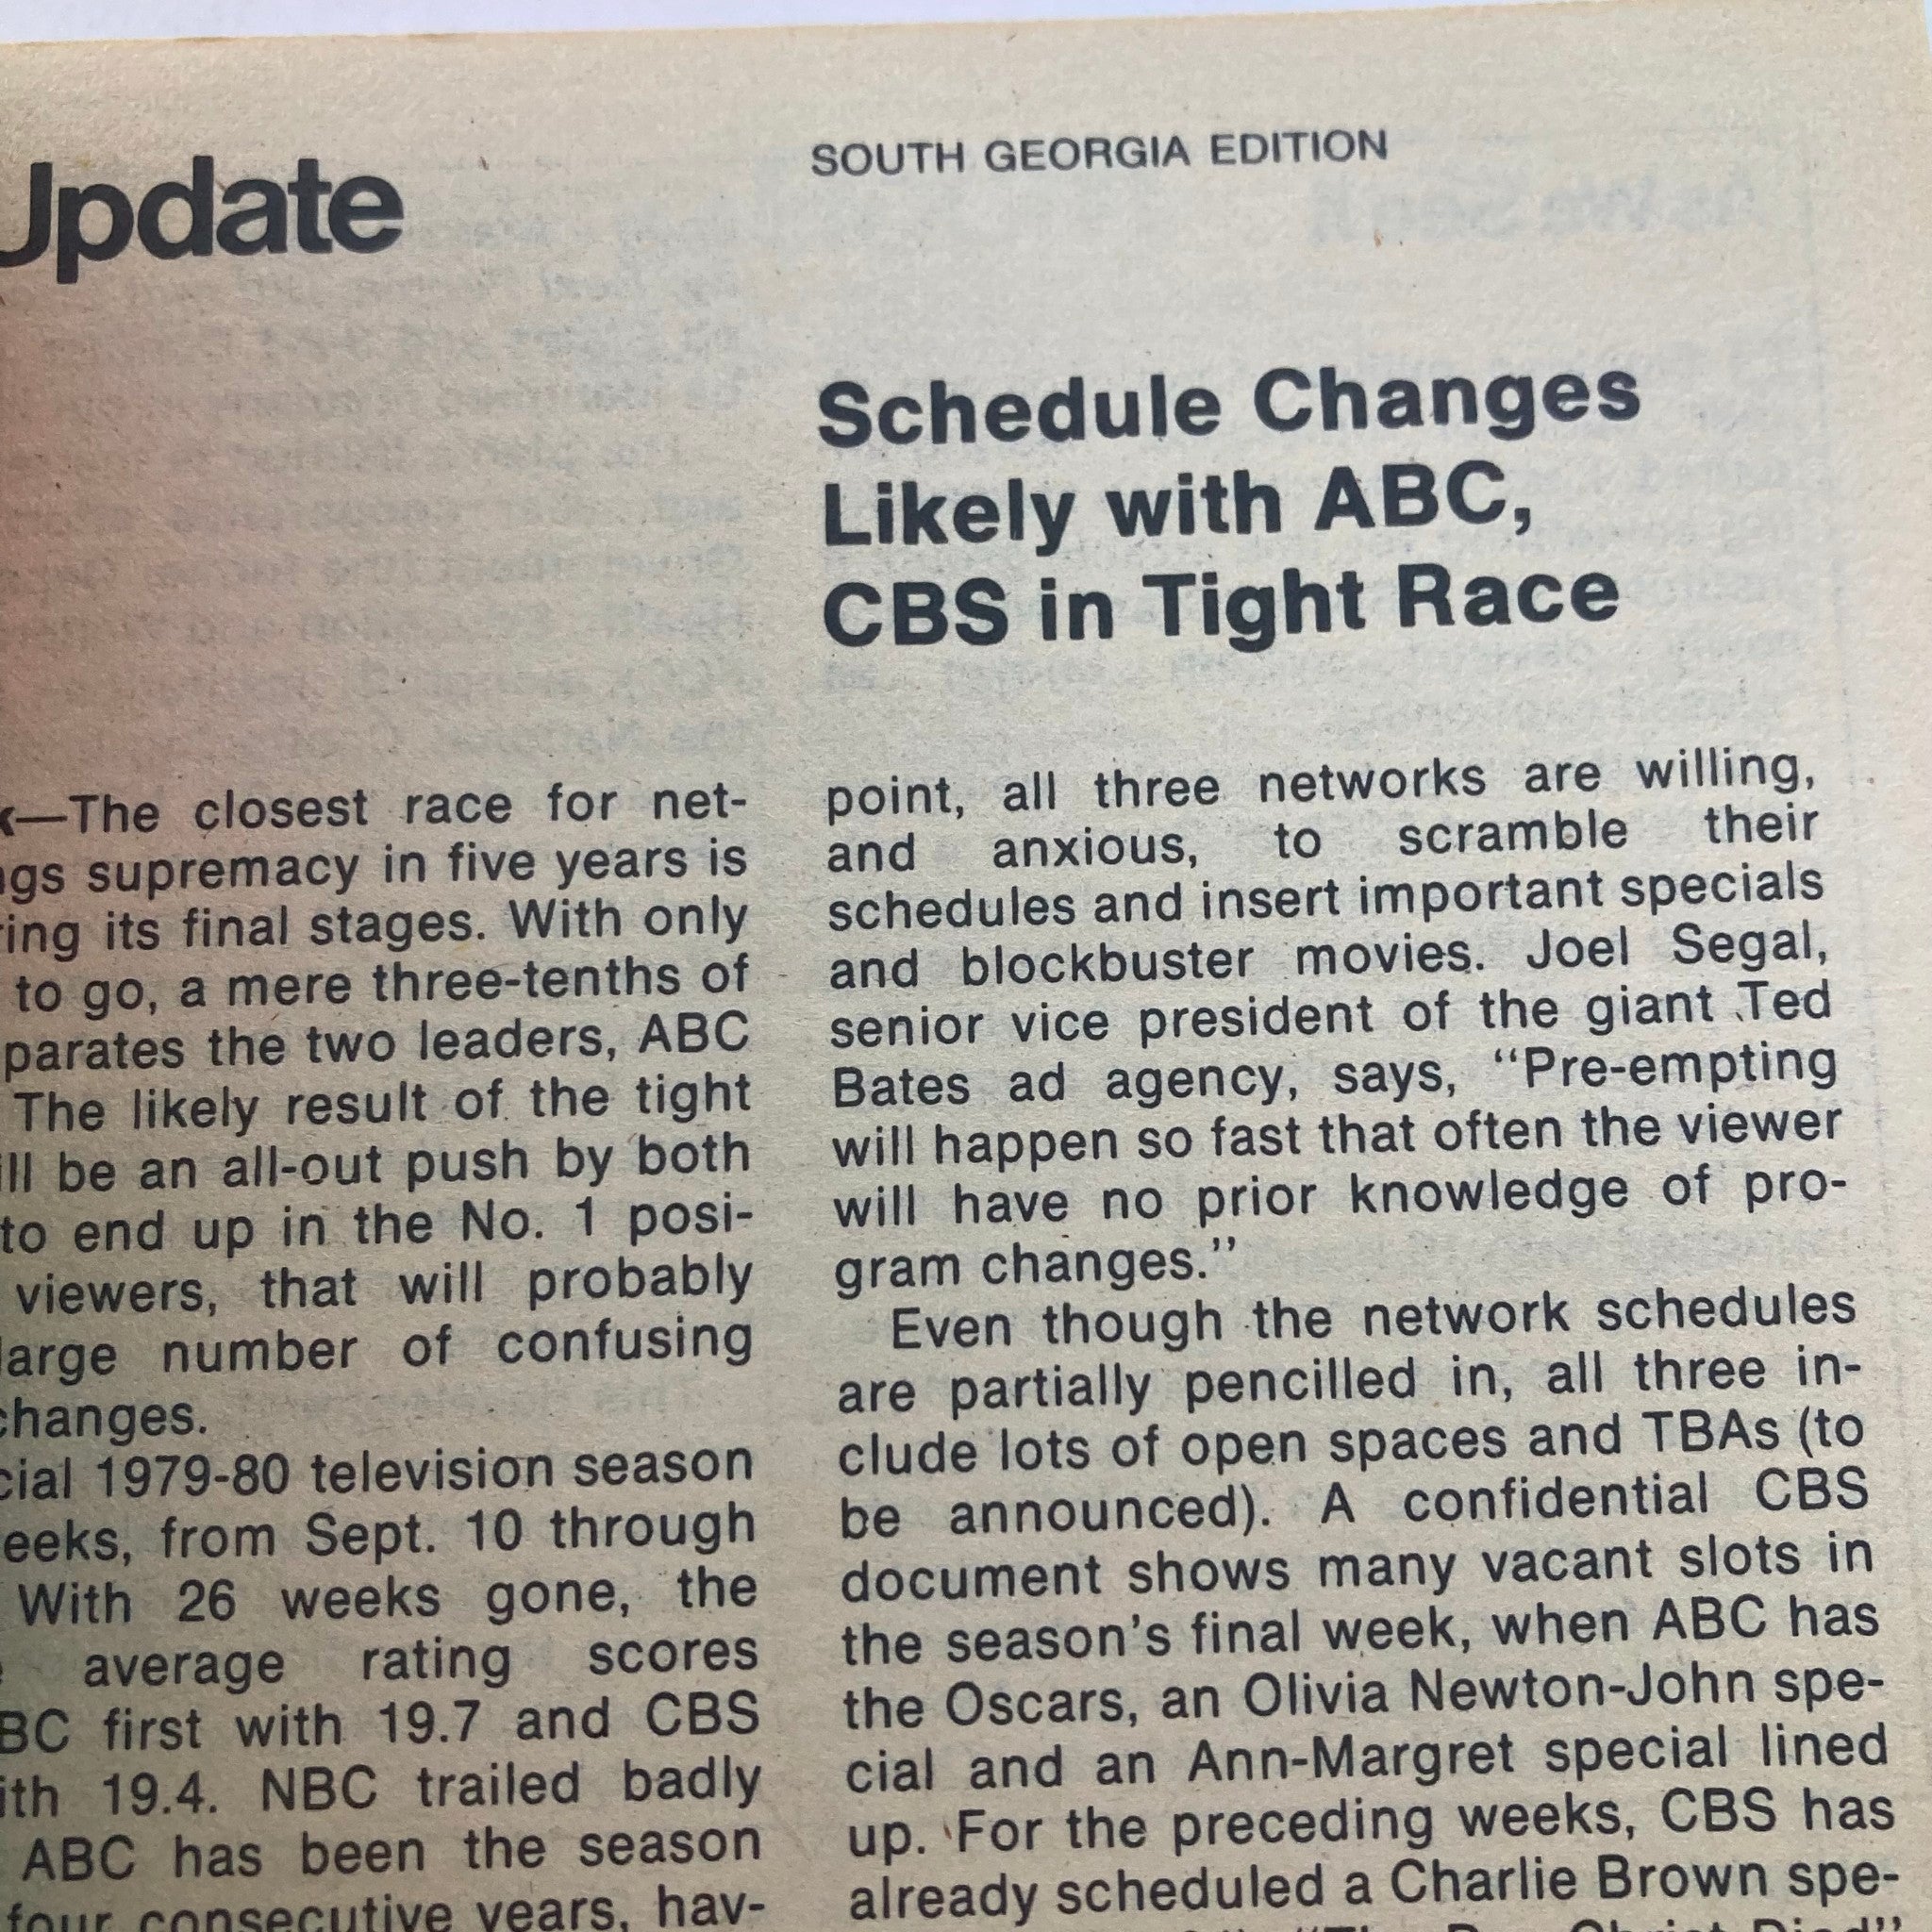 Update
SOUTH GEORGIA EDITION
Schedule Changes
Likely with ABC,
CBS in Tight Race
—The closest race for net-
supremacy in five years is
its final stages. With only
to go, a mere three-tenths of
parates the two leaders, ABC
The likely result of the tight
ll be an all-out push by both
to end up in the No. 1 posi-
viewers, that will probably
large number of confusing
changes.
cial 1979-80 television season
eeks, from Sept. 10 through
With 26 weeks gone, the
average rating scores
BC first with 19.7 and CBS
ith 19.4. NBC trailed badly
ABC has been the season
four consecutive years, hav-
point, all three networks are willing,
and anxious, to scramble their
schedules and insert important specials
and blockbuster movies. Joel Segal,
senior vice president of the giant Ted
Bates ad agency, says, "Pre-empting
will happen so fast that often the viewer
will have no prior knowledge of pro-
gram changes."
Even though the network schedules
are partially pencilled in, all three in-
clude lots of open spaces and TBAs (to
be announced). A confidential CBS
document shows many vacant slots in
the season's final week, when ABC has
the Oscars, an Olivia Newton-John spe-
cial and an Ann-Margret special lined
up. For the preceding weeks, CBS has
already scheduled a Charlie Brown spe-
"The Day Christ Died"